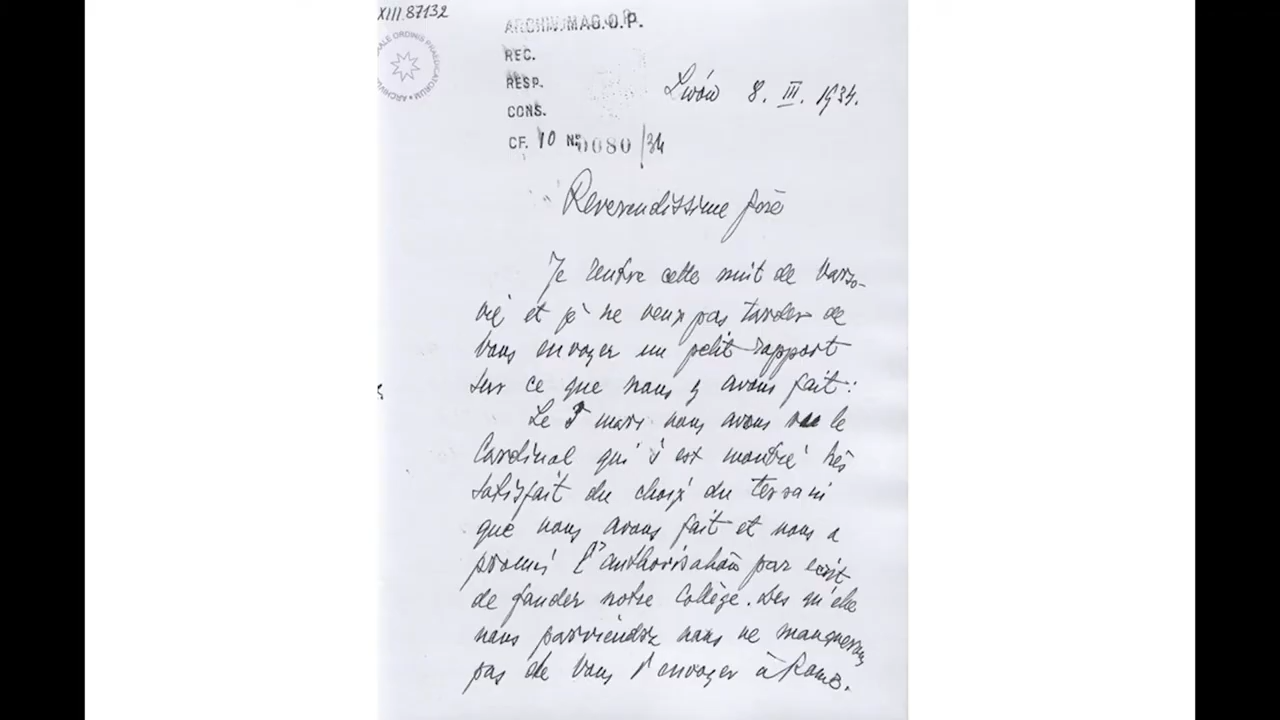 XIII.87132
ARCHIV. MAG. O. P.
REC.
RESP.
CONS.
CF. 10 Nº 0080/34
Lwów 8. III. 1934.
Reverendissime père
Je rentre cette nuit de Varso-
vie et je ne veux pas tarder de
Vous envoyer un petit rapport
sur ce que nous y avons fait:
Le mars nous avons vu le
Cardinal qui s'est montré très
satisfait du choix du terrain
que nous avons fait et nous a
promis l'authorisation par ecrit
de fonder notre Collège. Des qu'elle
nous parviendra nous ne manquerons
pas de Vous l'envoyer à Rome.